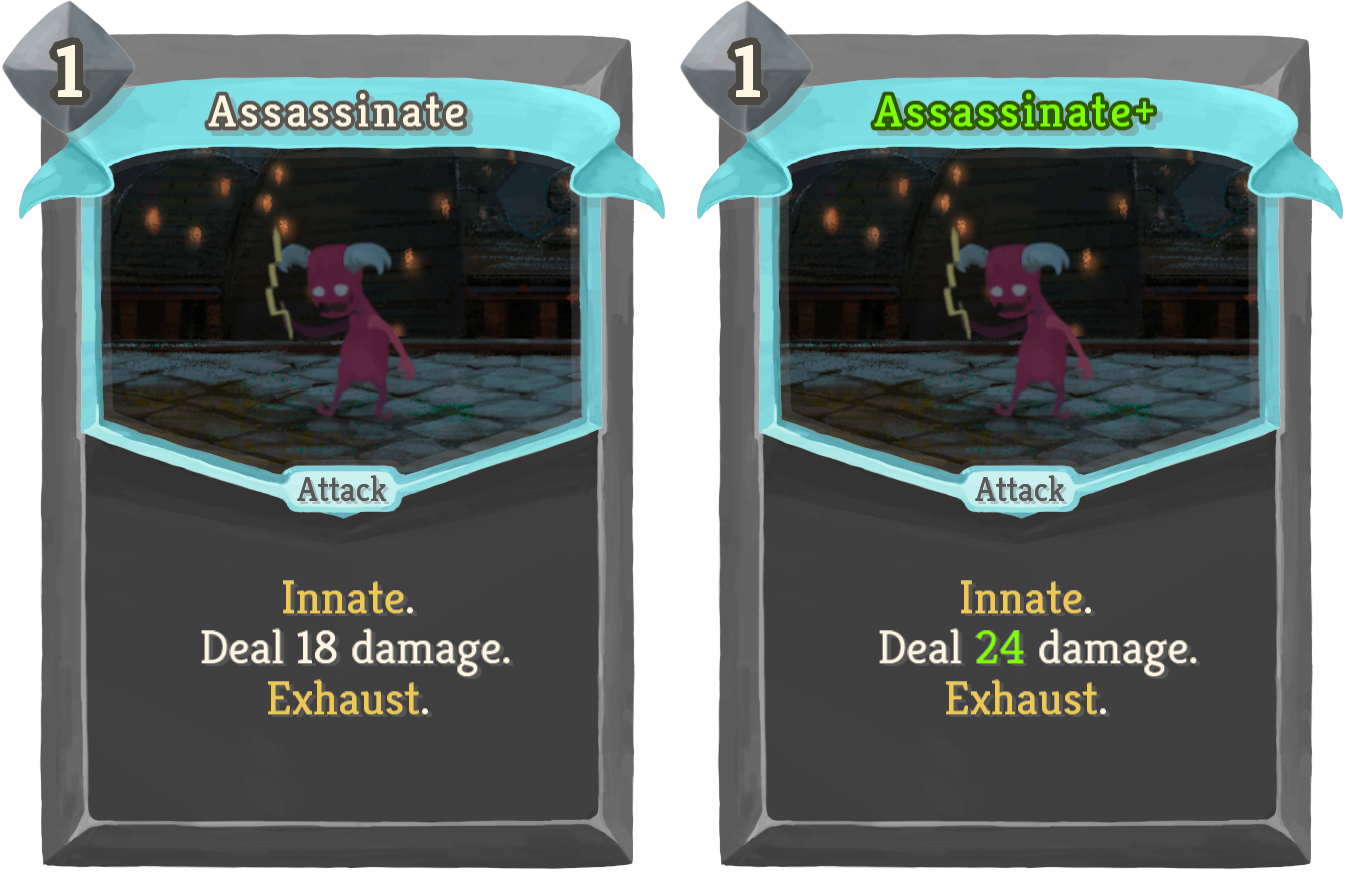 1
Assassinate
Attack
Innate.
Deal 18 damage.
Exhaust.
1
Assassinate+
Attack
Innate.
Deal 24 damage.
Exhaust.